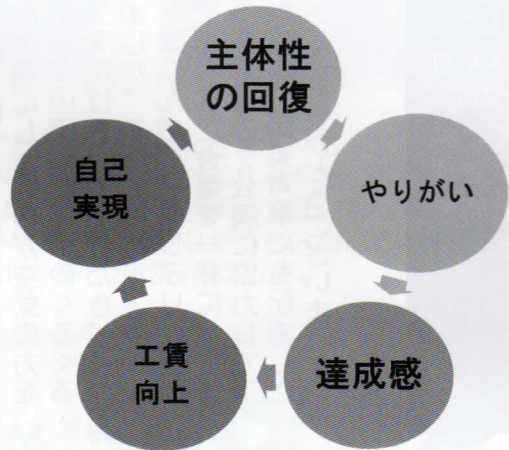 主体性
の回復
やりがい
達成感
工賃
向上
自己
実現